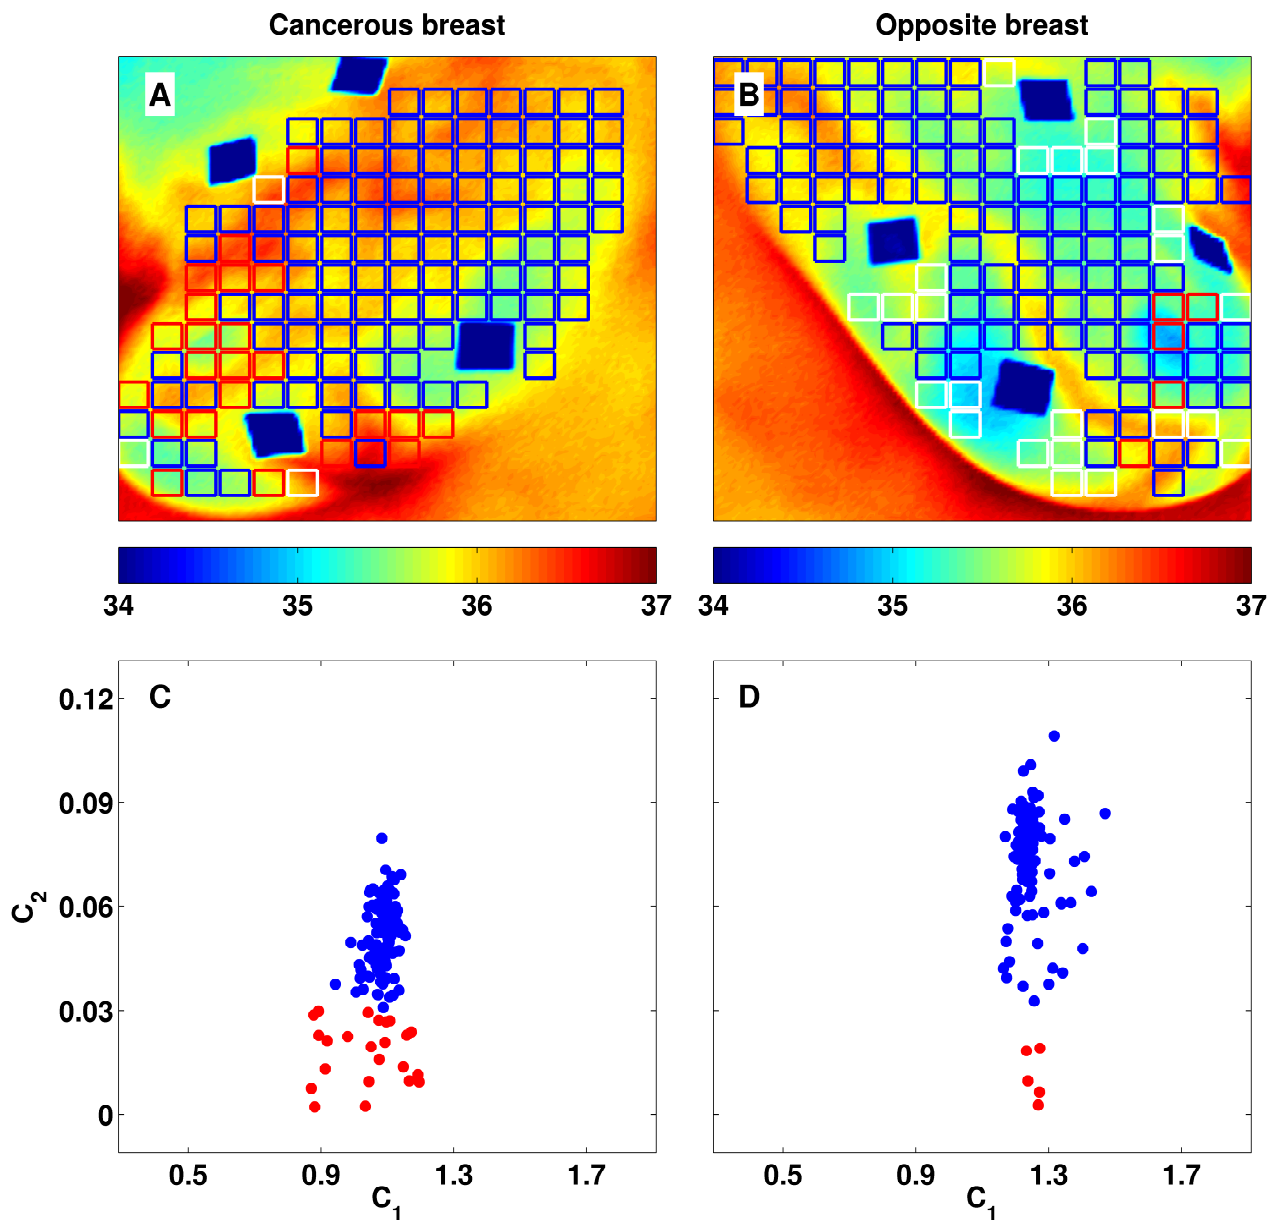 Cancerous breast Opposite breast
A B
34 35 36 37 34 35 36 37
C D
0.12
0.09
0.06
0.03
0
C2
0.5 0.9 1.3 1.7 0.5 0.9 1.3 1.7
C1 C1